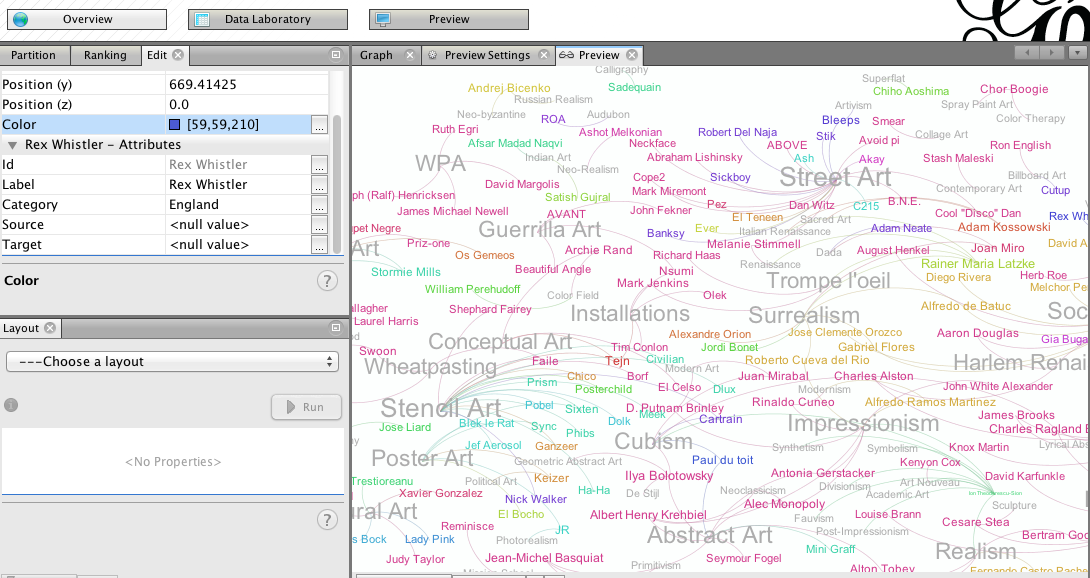 Overview Data Laboratory Preview
Partition Ranking Edit
Graph Preview Settings Preview
Position (y) 669.41425
Position (z) 0.0
Color [59,59,210] ...
Rex Whistler - Attributes
Id Rex Whistler ...
Label Rex Whistler ...
Category England ...
Source <null value> ...
Target <null value> ...
Color ?
Layout
---Choose a layout
Run
<No Properties>
?
Calligraphy
Superflat
Andrej Bicenko Sadequain Chiho Aoshima Chor Boogie
Russian Realism Artivism Spray Paint Art
Neo-byzantine ROA Audubon Bleeps Smear Color Therapy
Ruth Egri Ashot Melkonian Robert Del Naja Stik Collage Art
Afsar Madad Naqvi Neckface ABOVE Avoid pi Ron English
WPA Indian Art Abraham Lishinsky Ash Akay Stash Maleski
Neo-Realism Cope2 Sickboy Street Art Billboard Art
David Margolis Mark Miremont Contemporary Art Cutup
ph (Ralf) Henricksen Satish Gujral Pez Dan Witz C215 B.N.E.
James Michael Newell AVANT John Fekner El Teneen Sacred Art Cool "Disco" Dan Rex Wh
mpet Negre Guerrilla Art Banksy Ever Italian Renaissance Adam Neate Adam Kossowski
Art Priz-one Archie Rand Melanie Stimmell Dada August Henkel Joan Miro David A
Os Gemeos Richard Haas Renaissance Rainer Maria Latzke
Stormie Mills Beautiful Angle Nsumi Trompe l'oeil Diego Rivera Herb Roe
William Perehudoff Color Field Mark Jenkins Olek Melchor Pe
allagher Shephard Fairey Installations Surrealism Alfredo de Batuc Soc
Laurel Harris Alexandre Orion Jose Clemente Orozco Aaron Douglas Gia Buga
Conceptual Art Tim Colon Jordi Bonet Gabriel Flores
Swoon Wheatpasting Faile Tejn Civilian Roberto Cueva del Rio Harlem Renai
Prism Chico Borf Modern Art Juan Mirabal Charles Alston
Posterchild El Celso Dlux Modernism John White Alexander
Stencil Art Pobel Sixten D. Putnam Brinley Rinaldo Cuneo Alfredo Ramos Martinez
Blek le Rat Sync Dolk Meek Cartrain Impressionism James Brooks
Jose Liard Phibs Cubism Charles Ragland B
Jef Aerosol Ganzeer Synthetism Symbolism Knox Martin Lyrical Abs
Poster Art Geometric Abstract Art Paul du toit Kenyon Cox
Trestioreanu Political Art Keizer Ilya Bolotowsky Antonia Gerstacker Art Nouveau David Karfunkle
Xavier Gonzalez Ha-Ha De Stijl Neoclassicism Divisionism Academic Art
ural Art Nick Walker Alec Monopoly Sculpture
El Bocho Albert Henry Krehbiel Fauvism Louise Brann Cesare Stea
Reminisce JR Abstract Art Post-Impressionism Bertram Goo
s Bock Lady Pink Photorealism Mini Graff Realism
Judy Taylor Jean-Michel Basquiat Seymour Fogel
Primitivism Alton Tobey Fernando Castro Pache